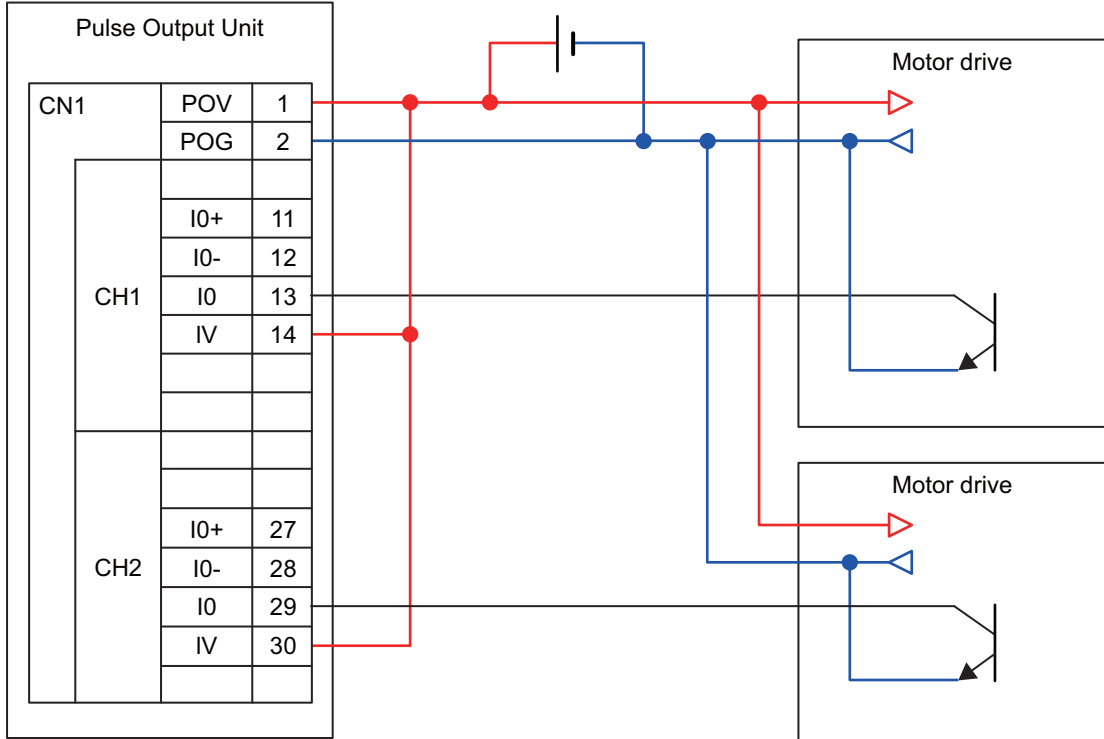 Pulse Output Unit
Motor drive
CN1 POV 1
POG 2
I0+ 11
I0- 12
CH1 I0 13
IV 14
Motor drive
I0+ 27
CH2 I0- 28
I0 29
IV 30